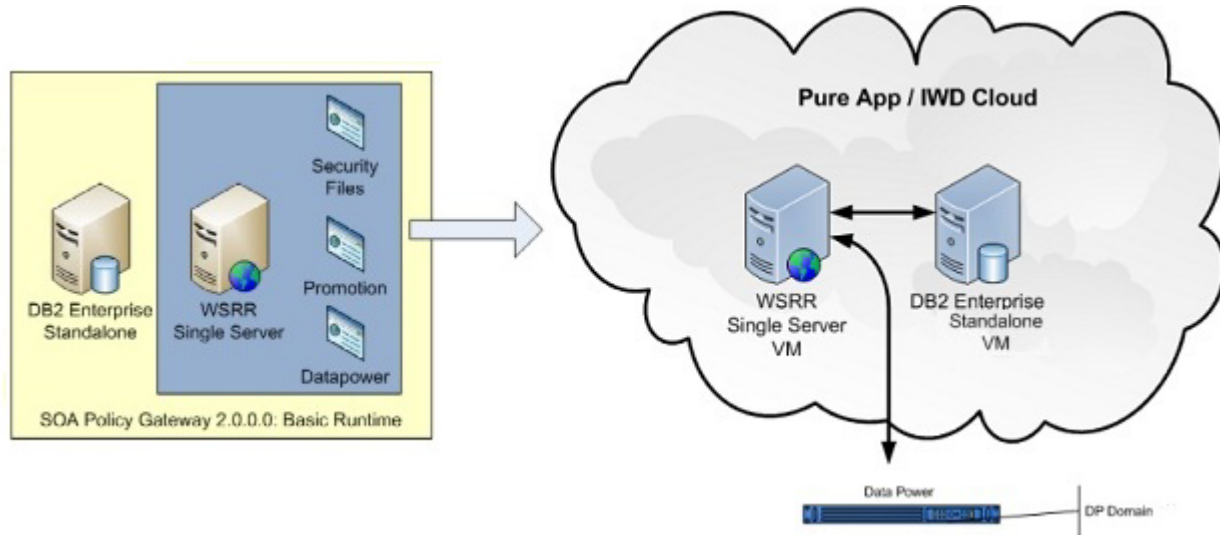 DB2 Enterprise
Standalone
WSRR
Single Server
Security
Files
Promotion
Datapower
SOA Policy Gateway 2.0.0.0: Basic Runtime
Pure App / IWD Cloud
WSRR
Single Server
VM
DB2 Enterprise
Standalone
VM
Data Power
DP Domain